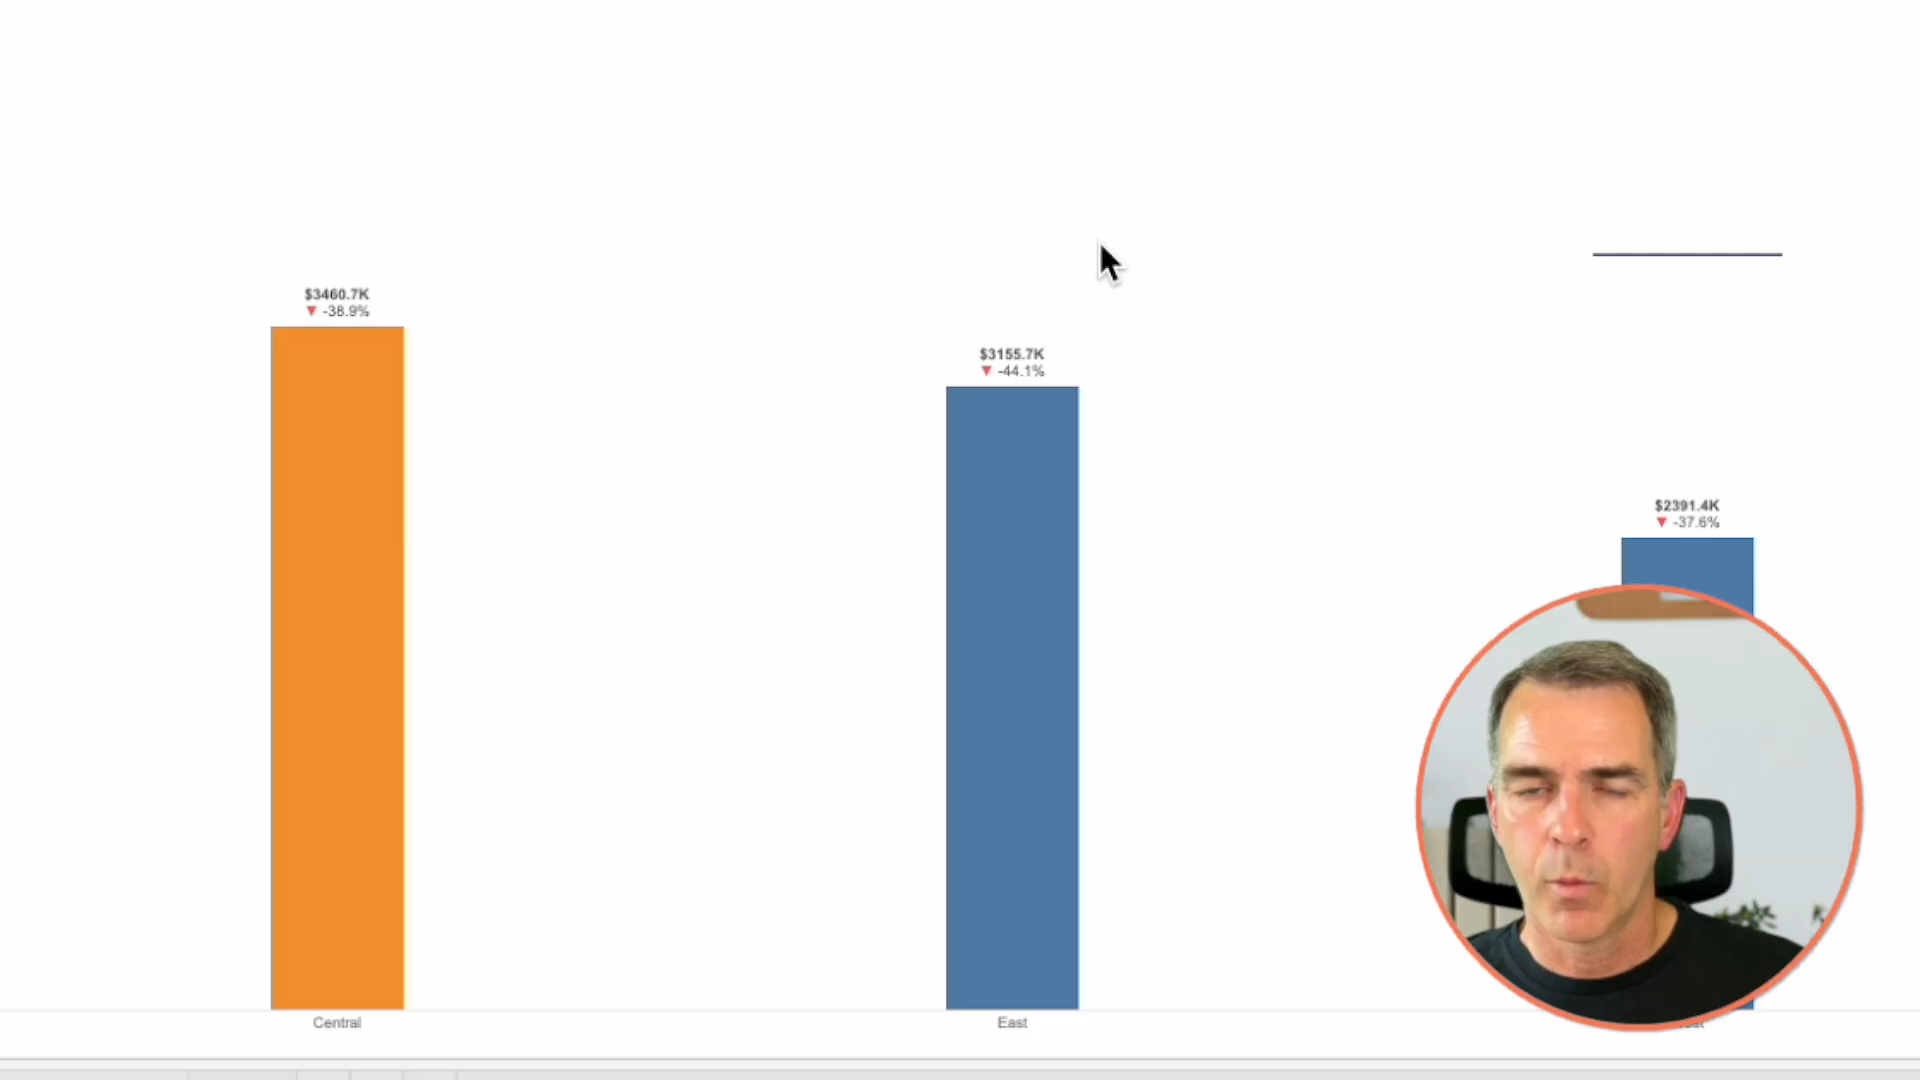 $3460.7K
▼ -38.9%
$3155.7K
▼ -44.1%
$2391.4K
▼ -37.6%
Central
East